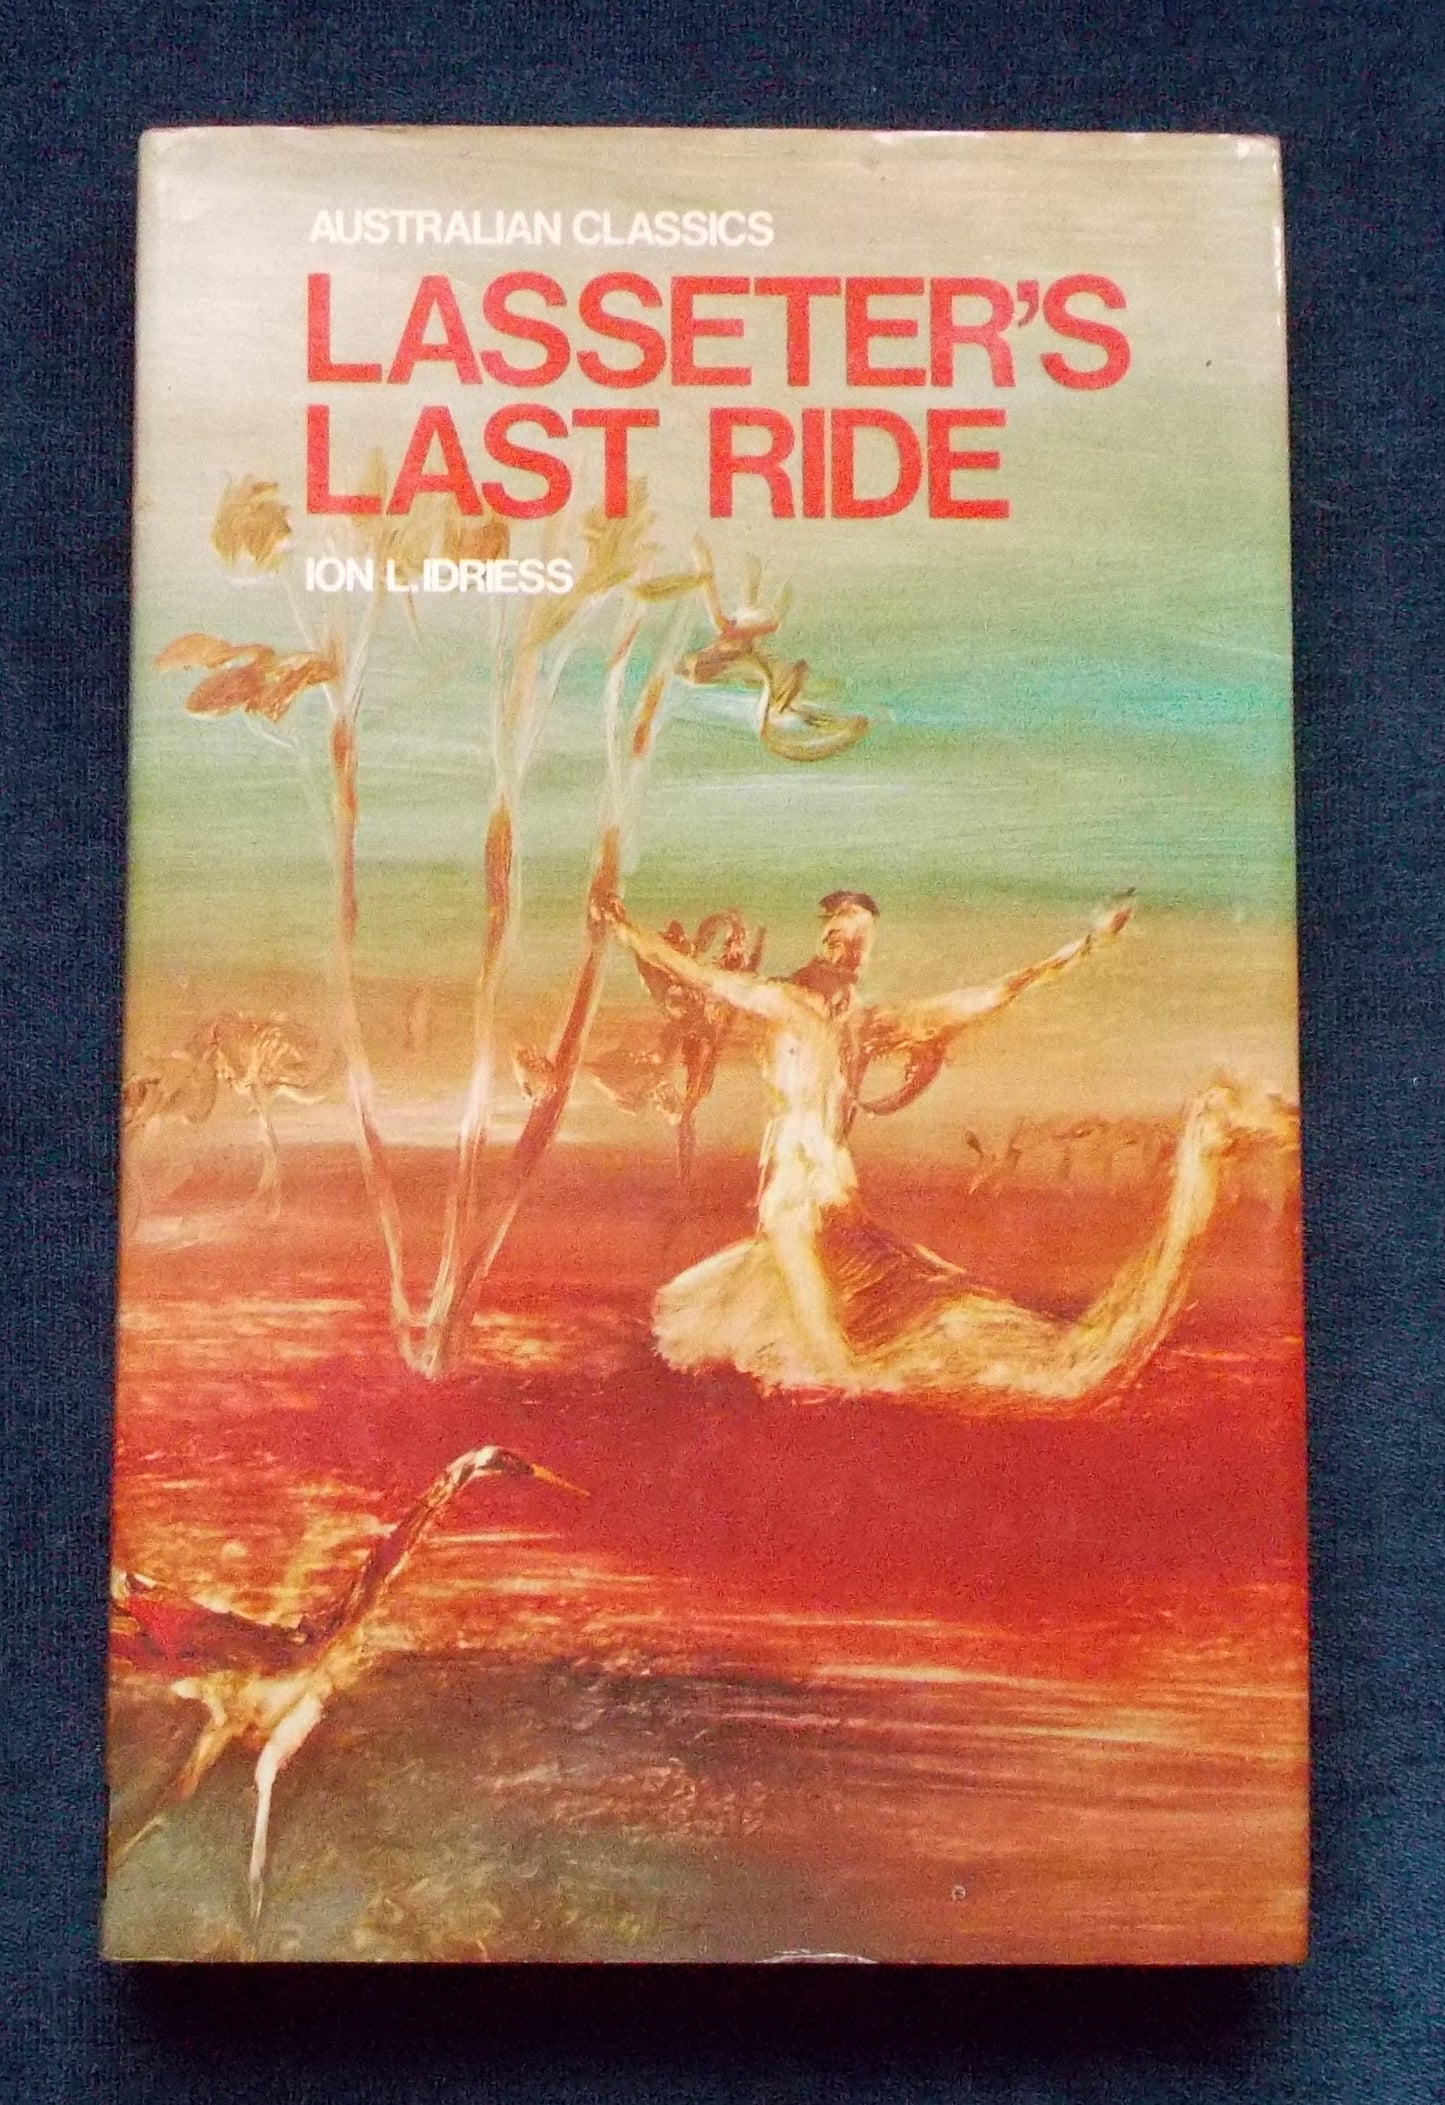 AUSTRALIAN CLASSICS
LASSETER'S
LAST RIDE
ION L. IDRIESS